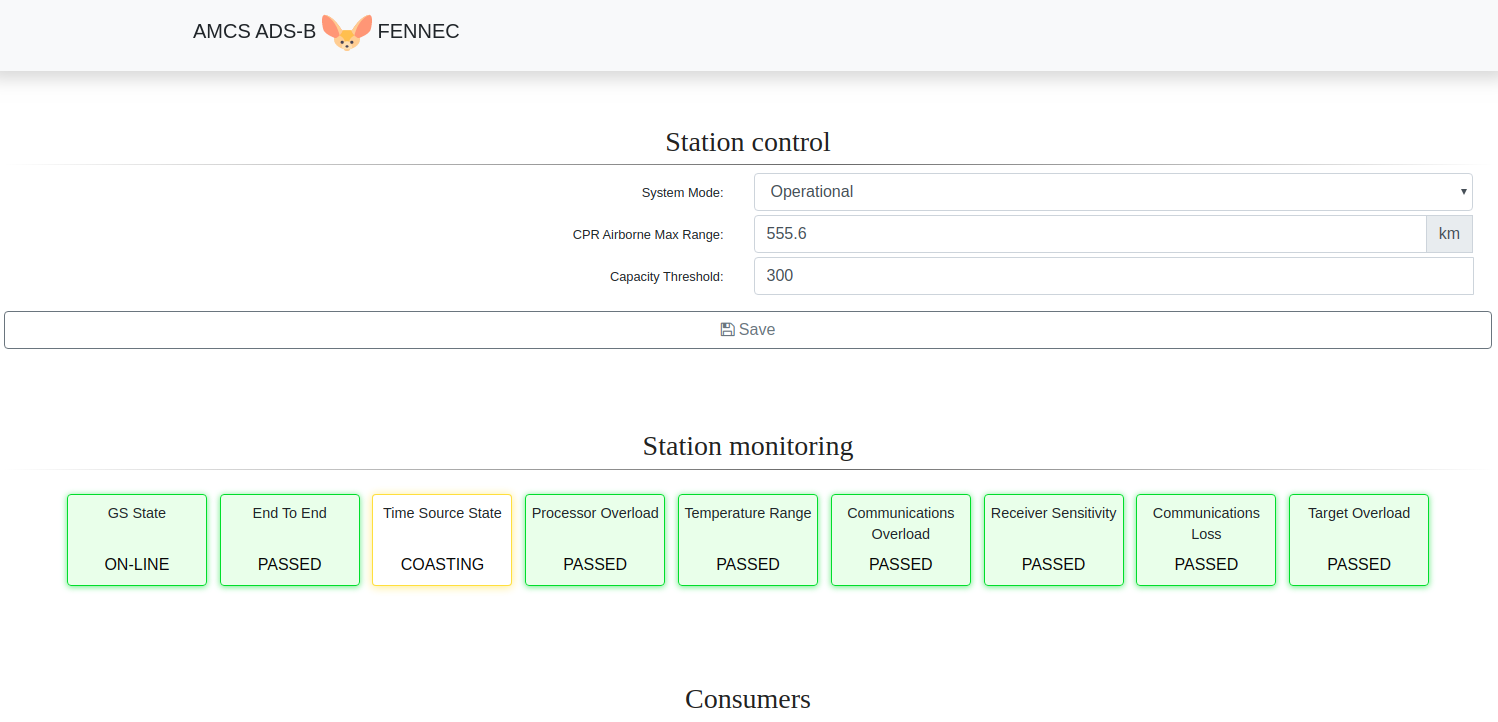 AMCS ADS-B FENNEC
Station control
System Mode: Operational
CPR Airborne Max Range: 555.6 km
Capacity Threshold: 300
Save
Station monitoring
GS State
ON-LINE
End To End
PASSED
Time Source State
COASTING
Processor Overload
PASSED
Temperature Range
PASSED
Communications
Overload
PASSED
Receiver Sensitivity
PASSED
Communications
Loss
PASSED
Target Overload
PASSED
Consumers